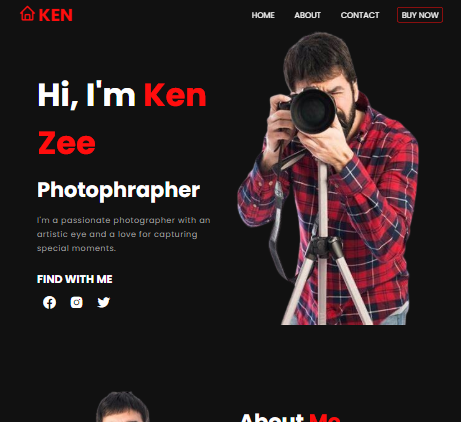 KEN
HOME ABOUT CONTACT BUY NOW
Hi, I'm Ken
Zee
Photophrapher
I'm a passionate photographer with an
artistic eye and a love for capturing
special moments.
FIND WITH ME
About Me